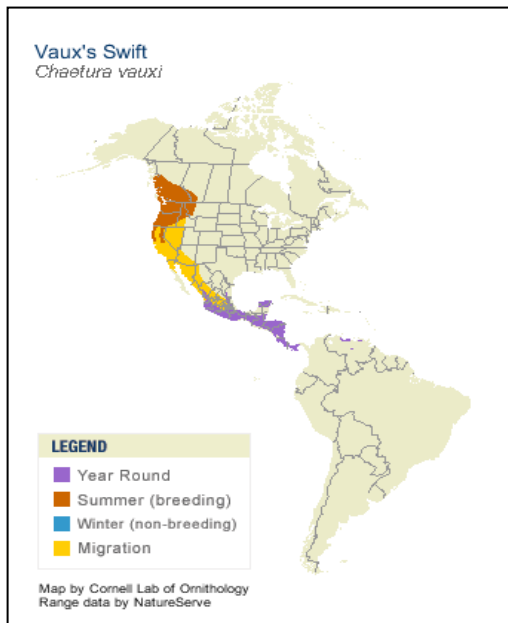 Vaux's Swift
Chaetura vauxi
LEGEND
Year Round
Summer (breeding)
Winter (non-breeding)
Migration
Map by Cornell Lab of Ornithology
Range data by NatureServe